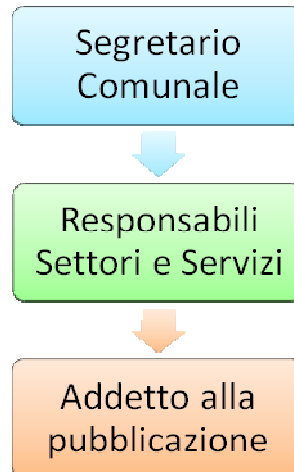 Segretario
Comunale
Responsabili
Settori e Servizi
Addetto alla
pubblicazione